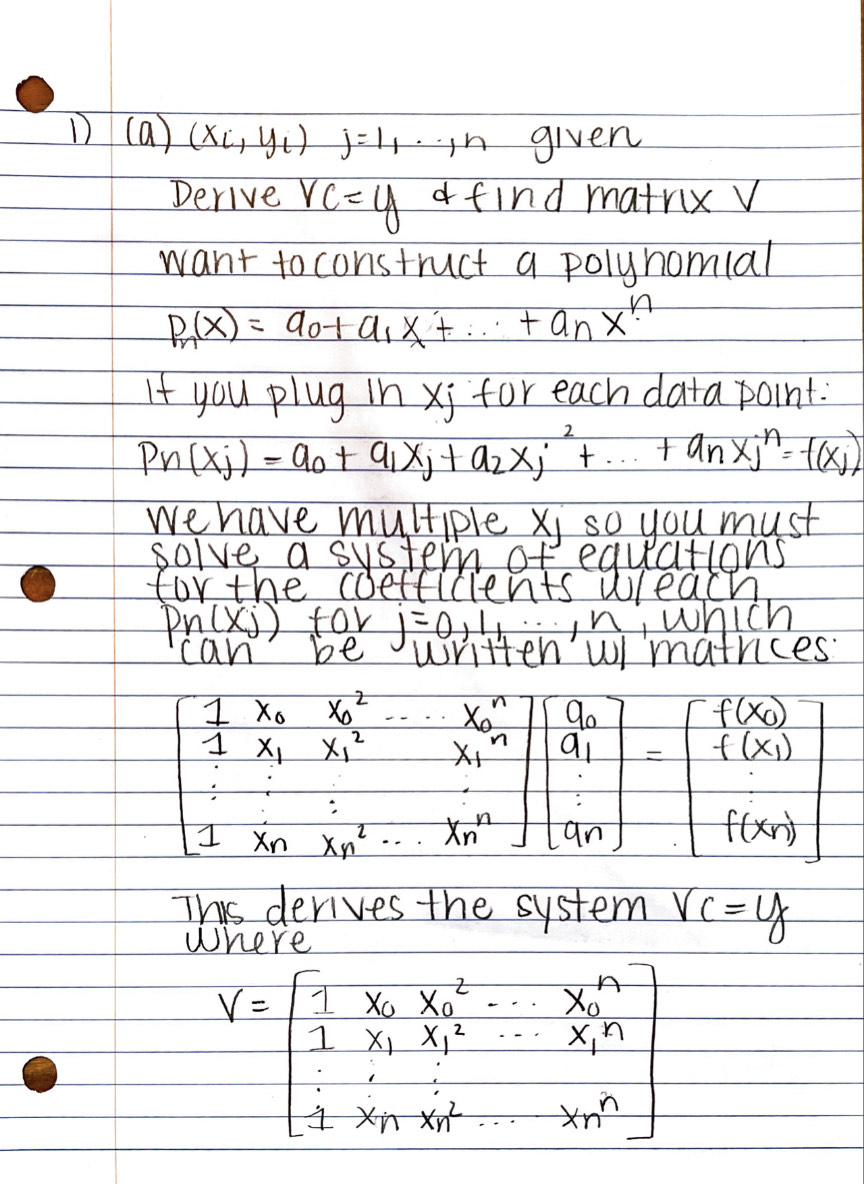 1) (a) (xi, yi) j=1, ..., n given
Derive Vc=y & find matrix V
want to construct a polynomial
Pn(x) = a0 + a1 x + ... + an x^n
If you plug in xj for each data point:
Pn(xj) = a0 + a1xj + a2xj^2 + ... + anxj^n = f(xj)
We have multiple xj so you must
solve a system of equations
for the coefficients w/each
Pn(xj) for j=0,1,...,n, which
can be written w/ matrices:
[1 x0 x0^2 .... x0^n] [a0] [f(x0)]
[1 x1 x1^2 x1^n] [a1] = [f(x1)]
[⋮ ⋮ ⋮ ⋮] [⋮] [⋮]
[1 xn xn^2 .... xn^n] [an] [f(xn)]
This derives the system Vc=y
where
V = [1 x0 x0^2 ... x0^n]
[1 x1 x1^2 ... x1^n]
[⋮ ⋮ ⋮]
[1 xn xn^2 ... xn^n]